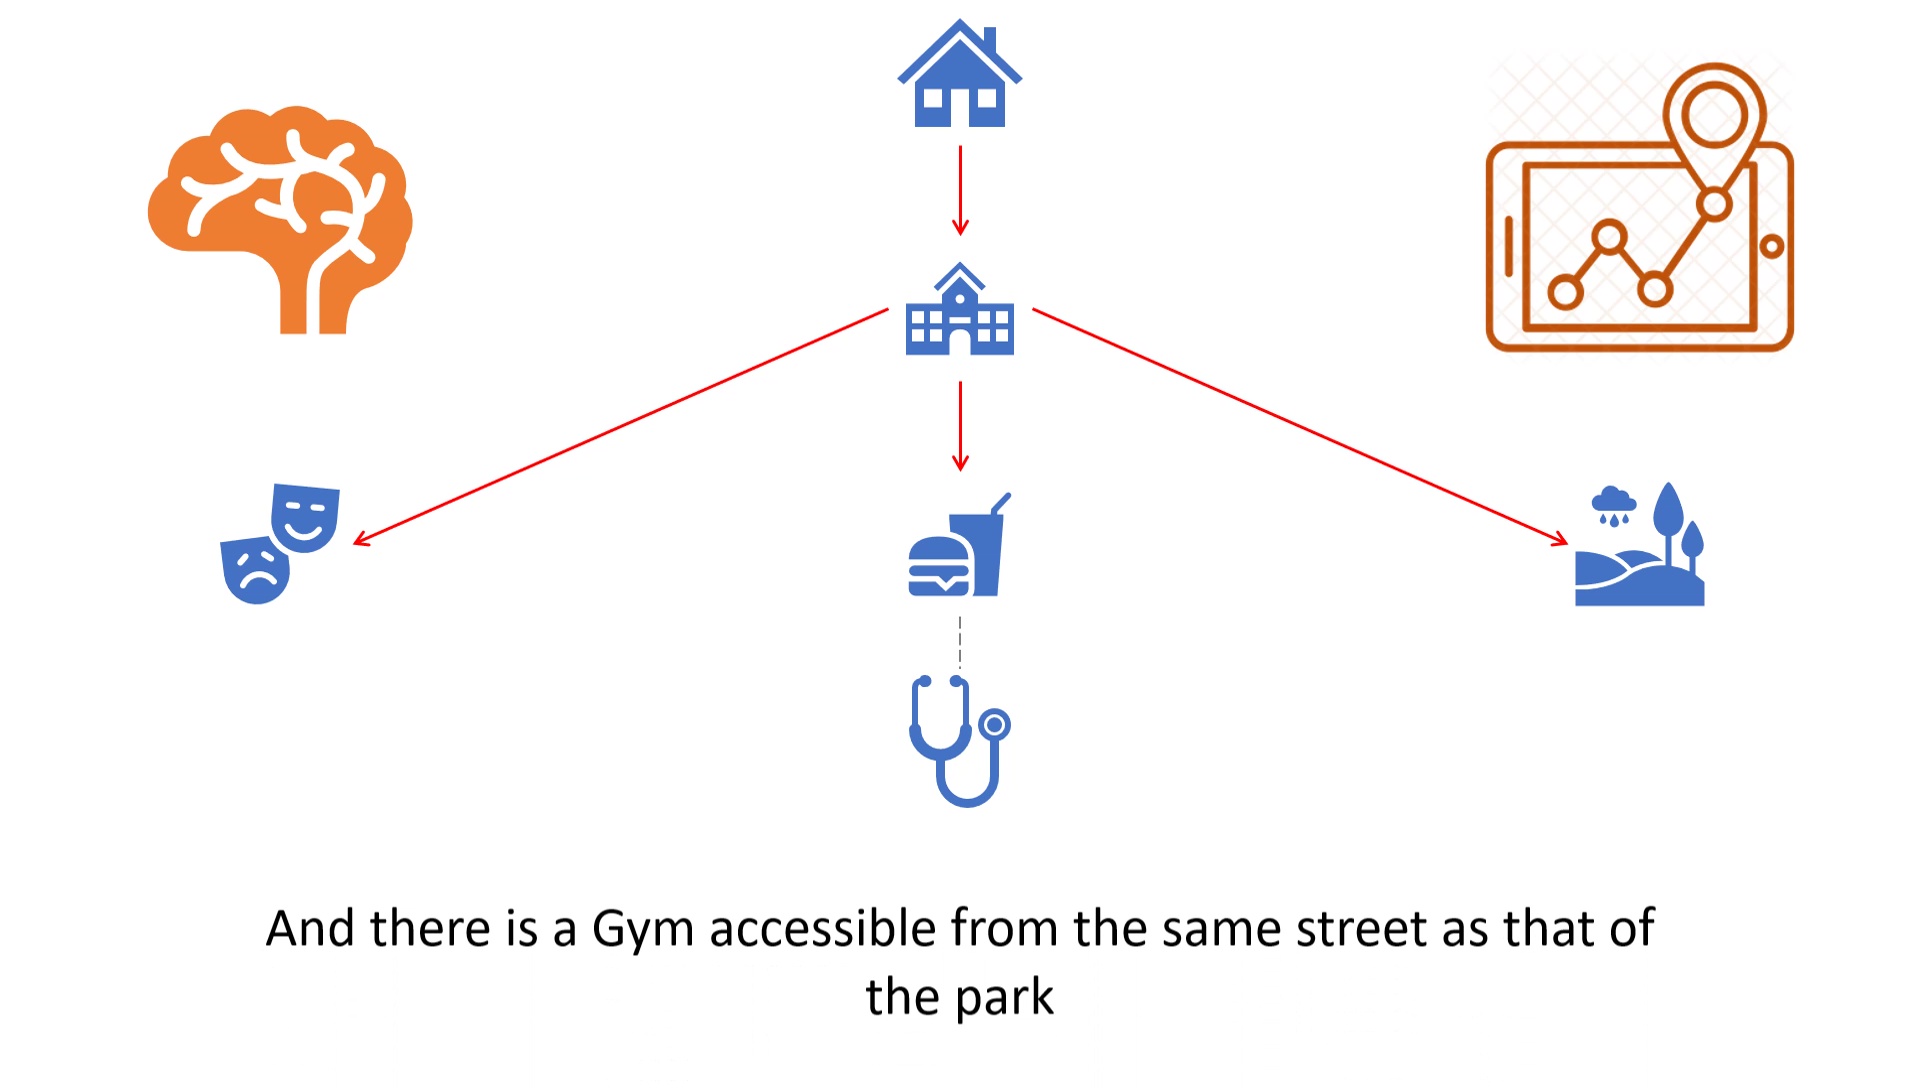 And there is a Gym accessible from the same street as that of
the park